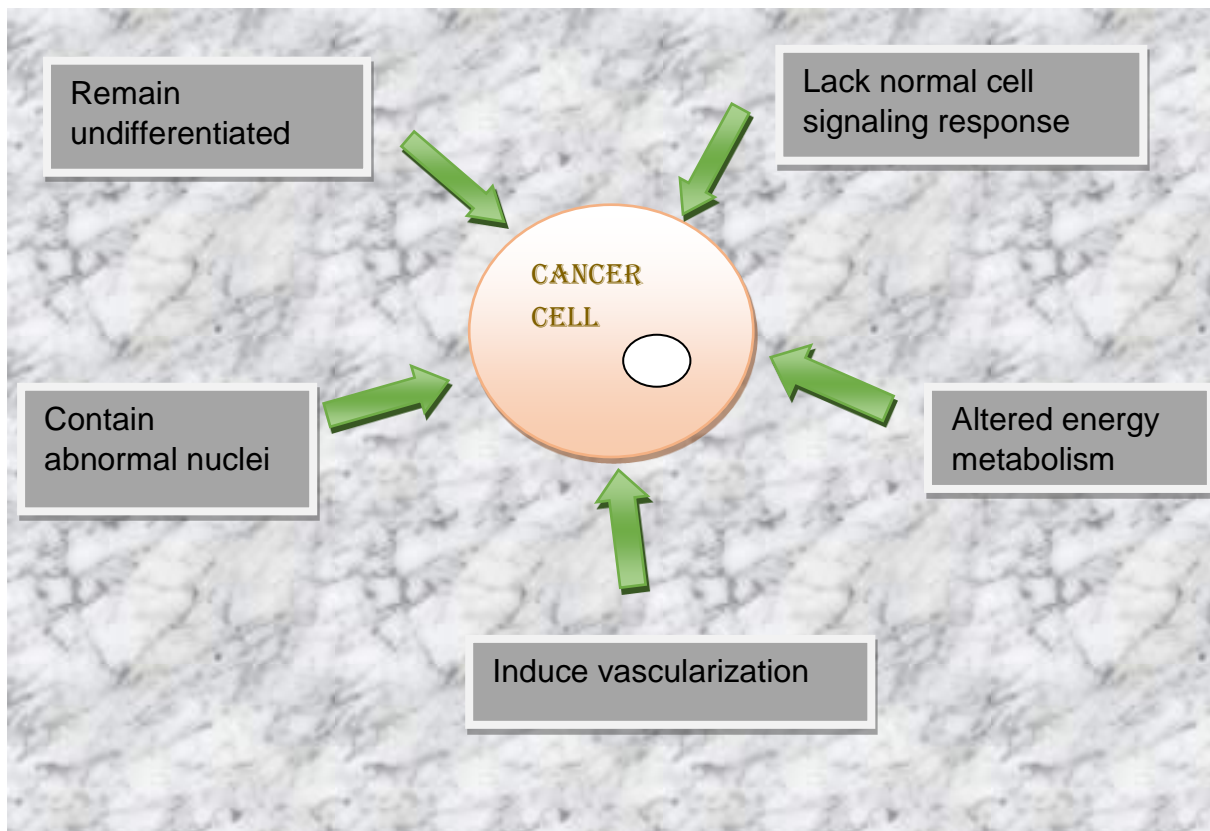 Remain
undifferentiated
Lack normal cell
signaling response
CANCER
CELL
Contain
abnormal nuclei
Altered energy
metabolism
Induce vascularization